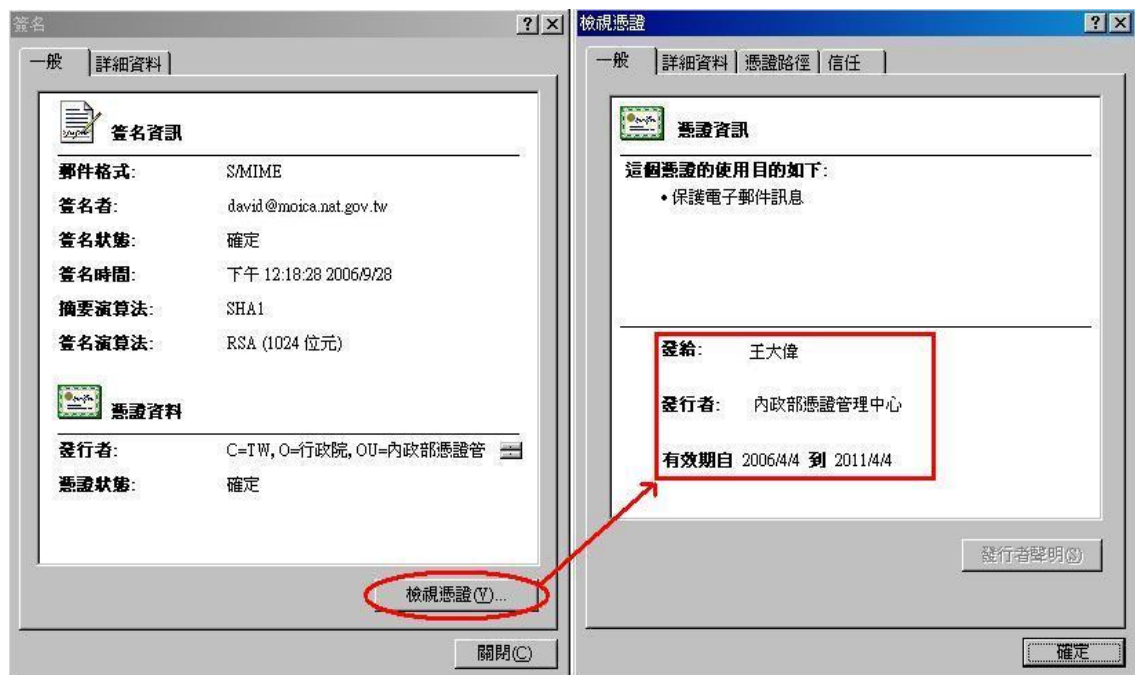 簽名
一般
詳細資料
簽名資訊
郵件格式: S/MIME
簽名者: david@moica.nat.gov.tw
簽名狀態: 確定
簽名時間: 下午 12:18:28 2006/9/28
摘要演算法: SHA1
簽名演算法: RSA (1024 位元)
憑證資料
發行者: C=TW, O=行政院, OU=內政部憑證管
憑證狀態: 確定
檢視憑證(V)...
關閉(C)
檢視憑證
一般
詳細資料
憑證路徑
信任
憑證資訊
這個憑證的使用目的如下:
•保護電子郵件訊息
發給: 王大偉
發行者: 內政部憑證管理中心
有效期自 2006/4/4 到 2011/4/4
發行者聲明(S)
確定